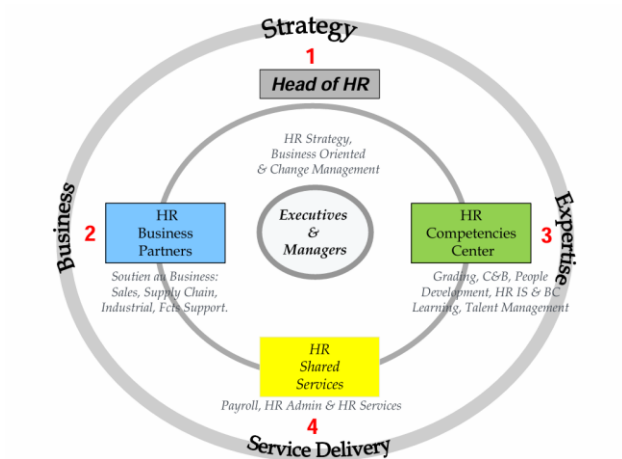 Strategy
1
Head of HR
HR Strategy,
Business Oriented
& Change Management
Business
2
HR
Business
Partners
Soutien au Business:
Sales, Supply Chain,
Industrial, Fcts Support.
Executives
&
Managers
HR
Competencies
Center
3
Expertise
Grading, C&B, People
Development, HR IS & BC
Learning, Talent Management
HR
Shared
Services
Payroll, HR Admin & HR Services
4
Service Delivery